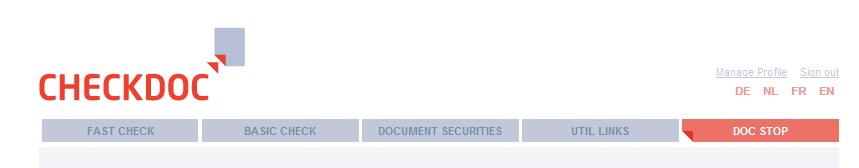 CHECKDOC
Manage Profile Sign out
DE NL FR EN
FAST CHECK BASIC CHECK DOCUMENT SECURITIES UTIL LINKS DOC STOP